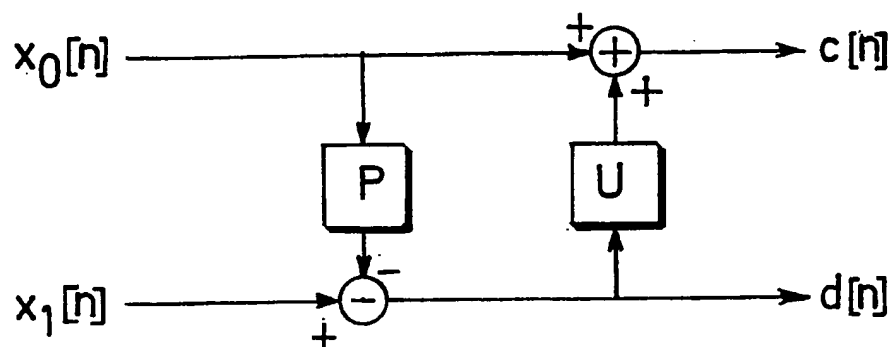 x₀[n]
+
+
+
c[n]
P
U
-
x₁[n]
+
-
d[n]